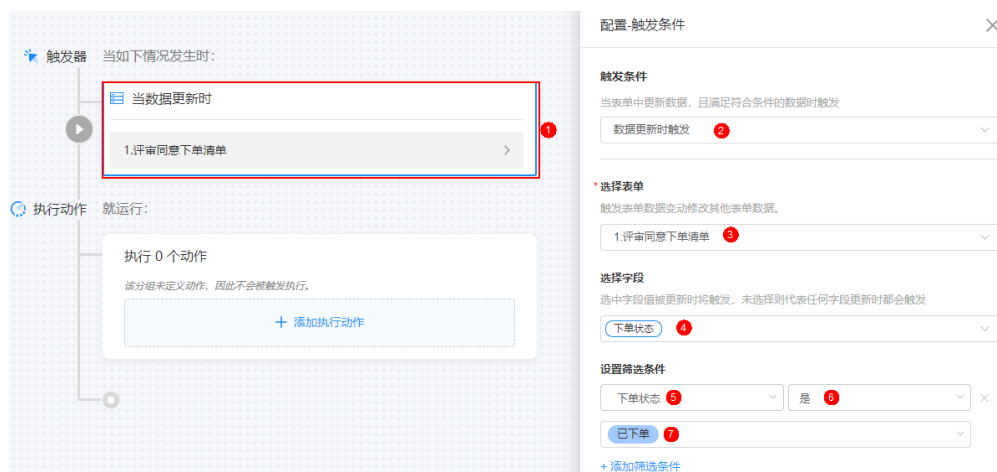 触发器 当如下情况发生时:
当数据更新时
1
1.评审同意下单清单
执行动作 就运行:
执行 0 个动作
该分组未定义动作，因此不会被触发执行。
+ 添加执行动作
配置-触发条件
触发条件
当表单中更新数据，且满足符合条件的数据时触发
数据更新时触发 2
* 选择表单
触发表单数据变动修改其他表单数据。
1.评审同意下单清单 3
选择字段
选中字段值被更新时将触发，未选择则代表任何字段更新时都会触发
下单状态 4
设置筛选条件
下单状态 5 是 6
已下单 7
+ 添加筛选条件